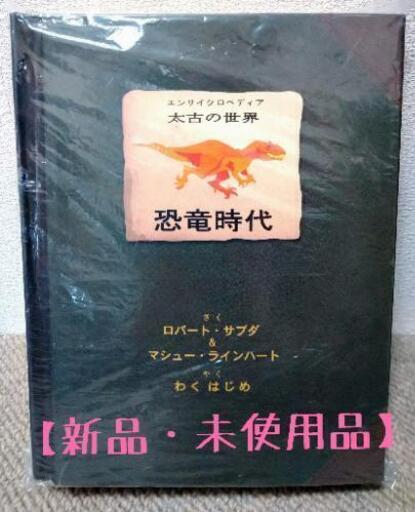 エンサイクロペディア
太古の世界
恐竜時代
さく
ロバート・サブダ
&
マシュー・ラインハート
やく
わくはじめ
【新品・未使用品】